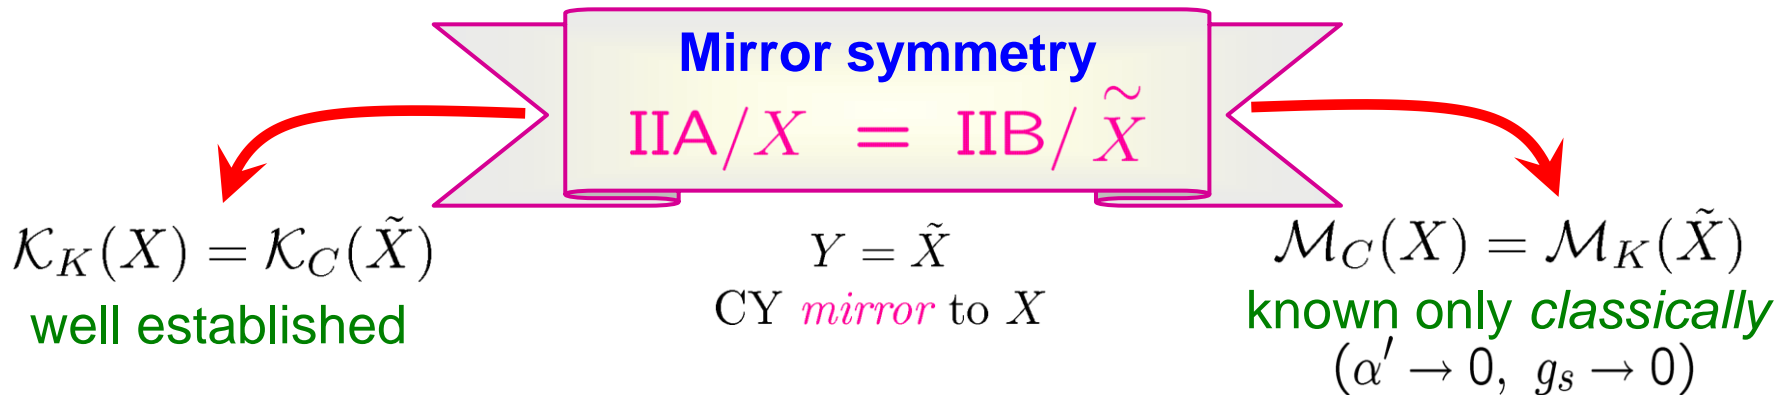 Mirror symmetry
IIA/X = IIB/X̃
𝒦_K(X) = 𝒦_C(X̃)
well established
Y = X̃
CY mirror to X
ℳ_C(X) = ℳ_K(X̃)
known only classically
(α′ → 0, g_s → 0)